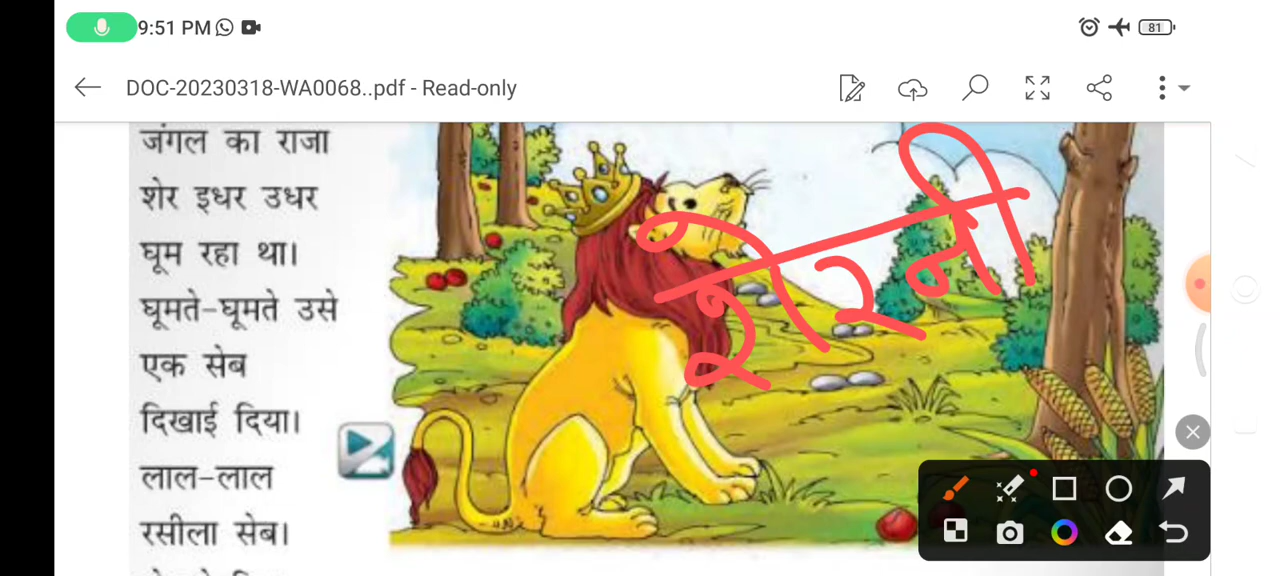 9:51 PM
81
DOC-20230318-WA0068..pdf - Read-only
जंगल का राजा
शेर इधर उधर
घूम रहा था।
घूमते-घूमते उसे
एक सेब
दिखाई दिया।
लाल-लाल
रसीला सेब।